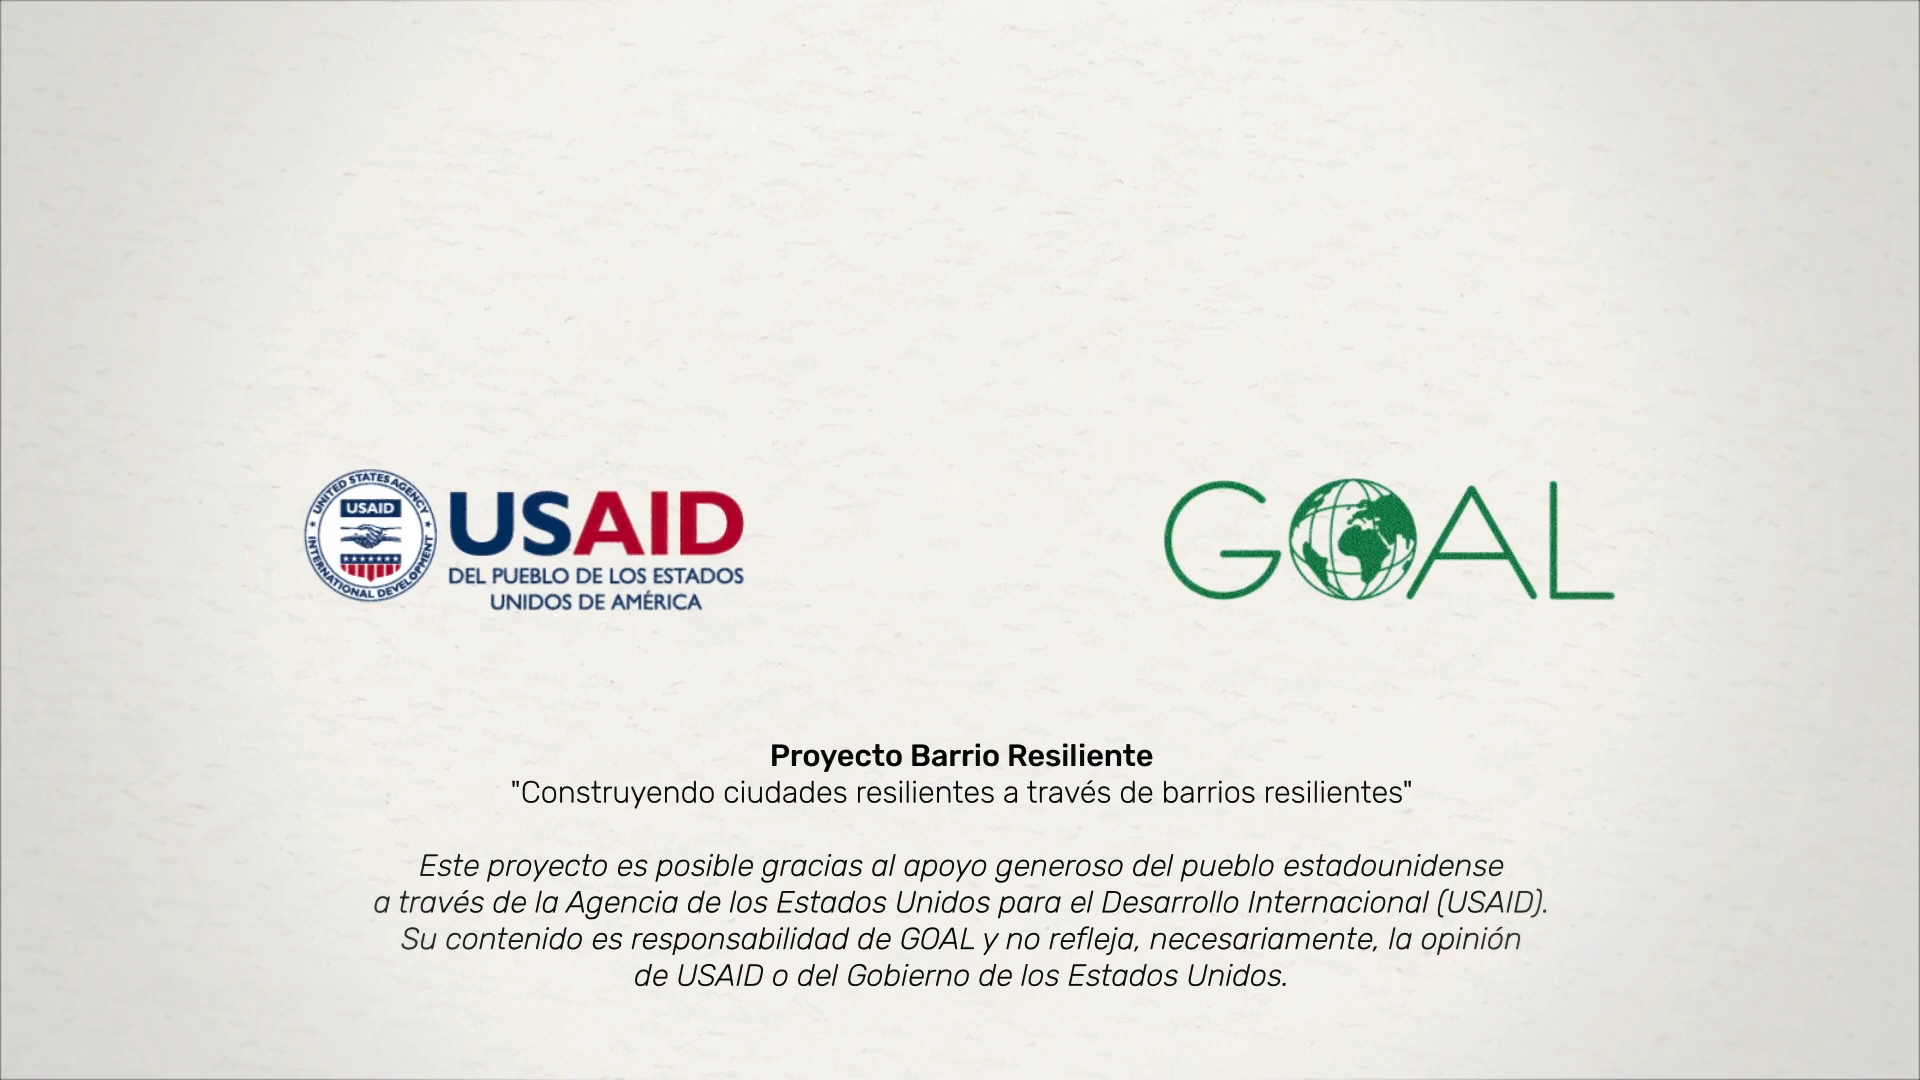 UNITED STATES AGENCY
USAID
INTERNATIONAL DEVELOPMENT
USAID
DEL PUEBLO DE LOS ESTADOS
UNIDOS DE AMÉRICA
GOAL
Proyecto Barrio Resiliente
"Construyendo ciudades resilientes a través de barrios resilientes"
Este proyecto es posible gracias al apoyo generoso del pueblo estadounidense
a través de la Agencia de los Estados Unidos para el Desarrollo Internacional (USAID).
Su contenido es responsabilidad de GOAL y no refleja, necesariamente, la opinión
de USAID o del Gobierno de los Estados Unidos.